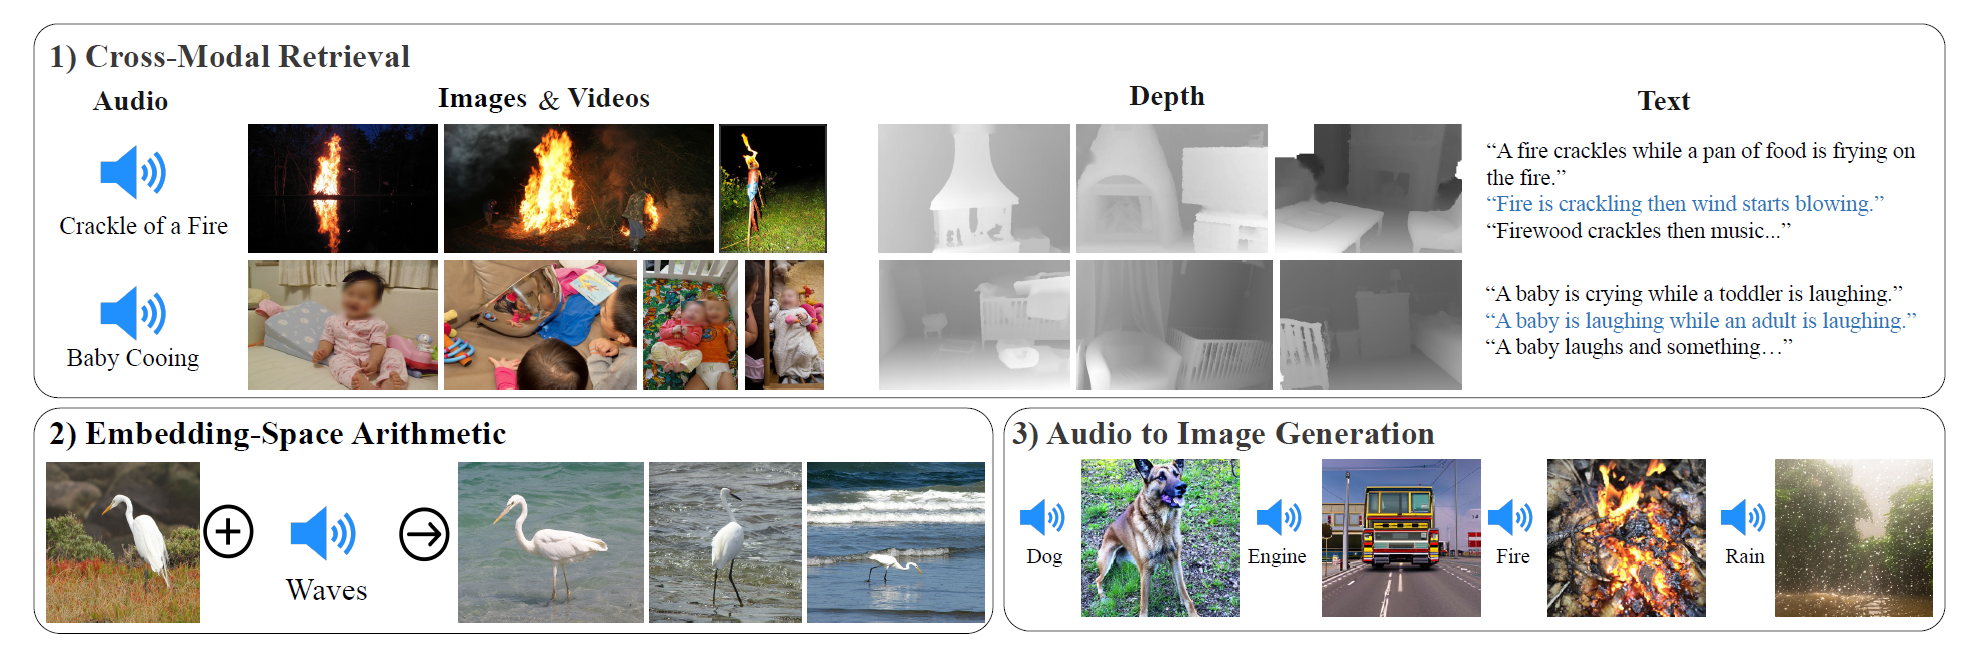 1) Cross-Modal Retrieval
Audio
Images & Videos
Depth
Text
Crackle of a Fire
“A fire crackles while a pan of food is frying on
the fire.”
“Fire is crackling then wind starts blowing.”
“Firewood crackles then music...”
Baby Cooing
“A baby is crying while a toddler is laughing.”
“A baby is laughing while an adult is laughing.”
“A baby laughs and something…”
2) Embedding-Space Arithmetic
Waves
3) Audio to Image Generation
Dog
Engine
Fire
Rain